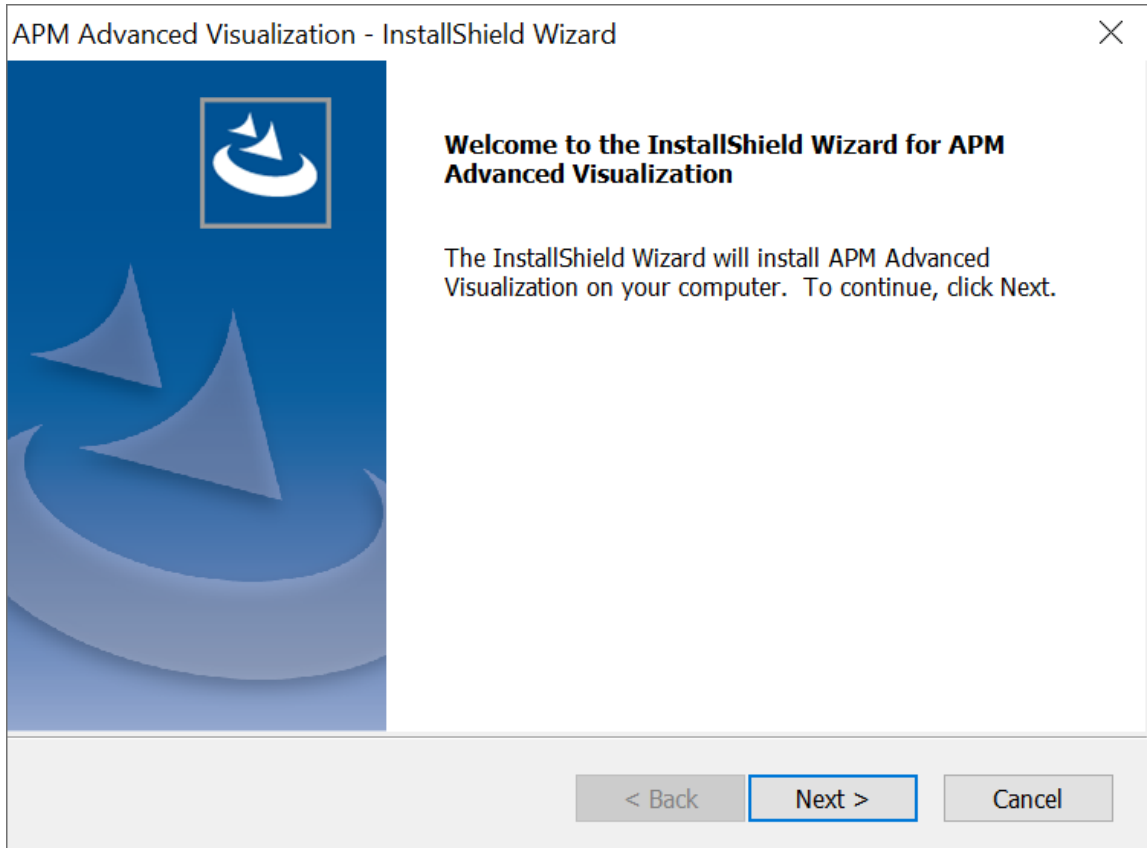 APM Advanced Visualization - InstallShield Wizard
Welcome to the InstallShield Wizard for APM
Advanced Visualization
The InstallShield Wizard will install APM Advanced
Visualization on your computer.  To continue, click Next.
< Back
Next >
Cancel